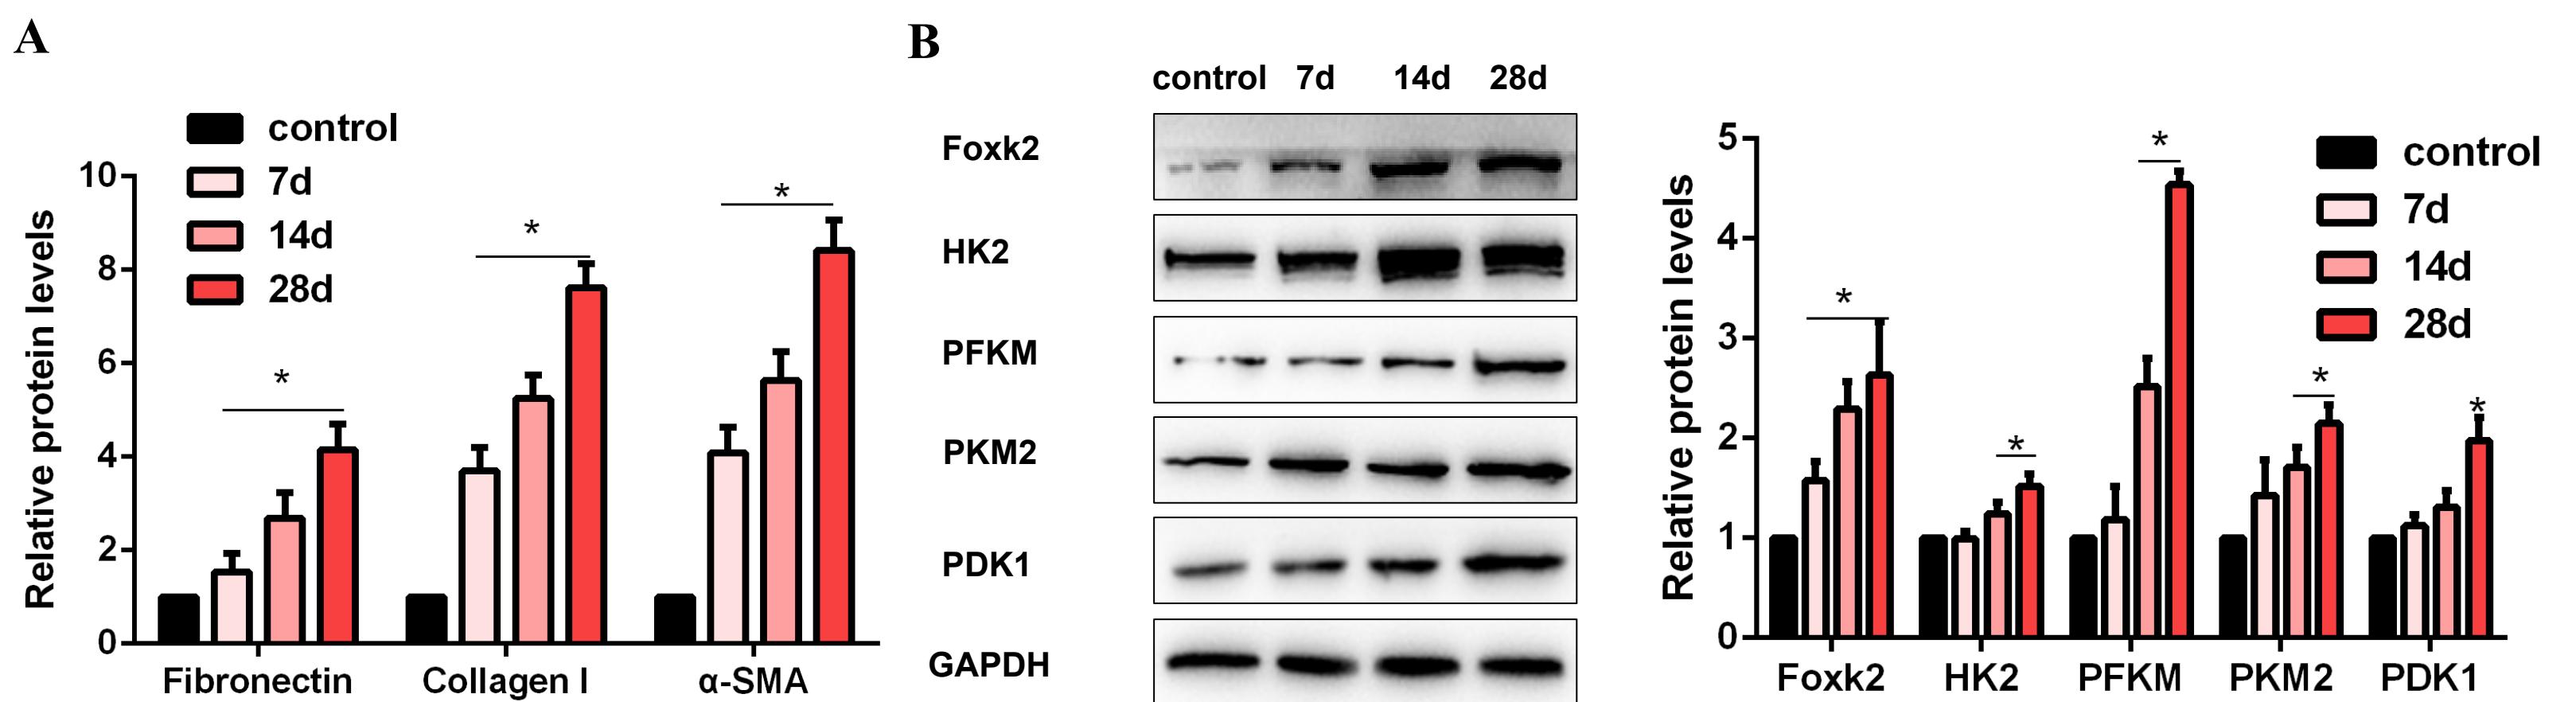 A
control
7d
14d
28d
Relative protein levels
10
8
6
4
2
0
*
*
*
Fibronectin Collagen I α-SMA
B
control 7d 14d 28d
Foxk2
HK2
PFKM
PKM2
PDK1
GAPDH
Relative protein levels
5
4
3
2
1
0
*
*
*
*
*
control
7d
14d
28d
Foxk2 HK2 PFKM PKM2 PDK1